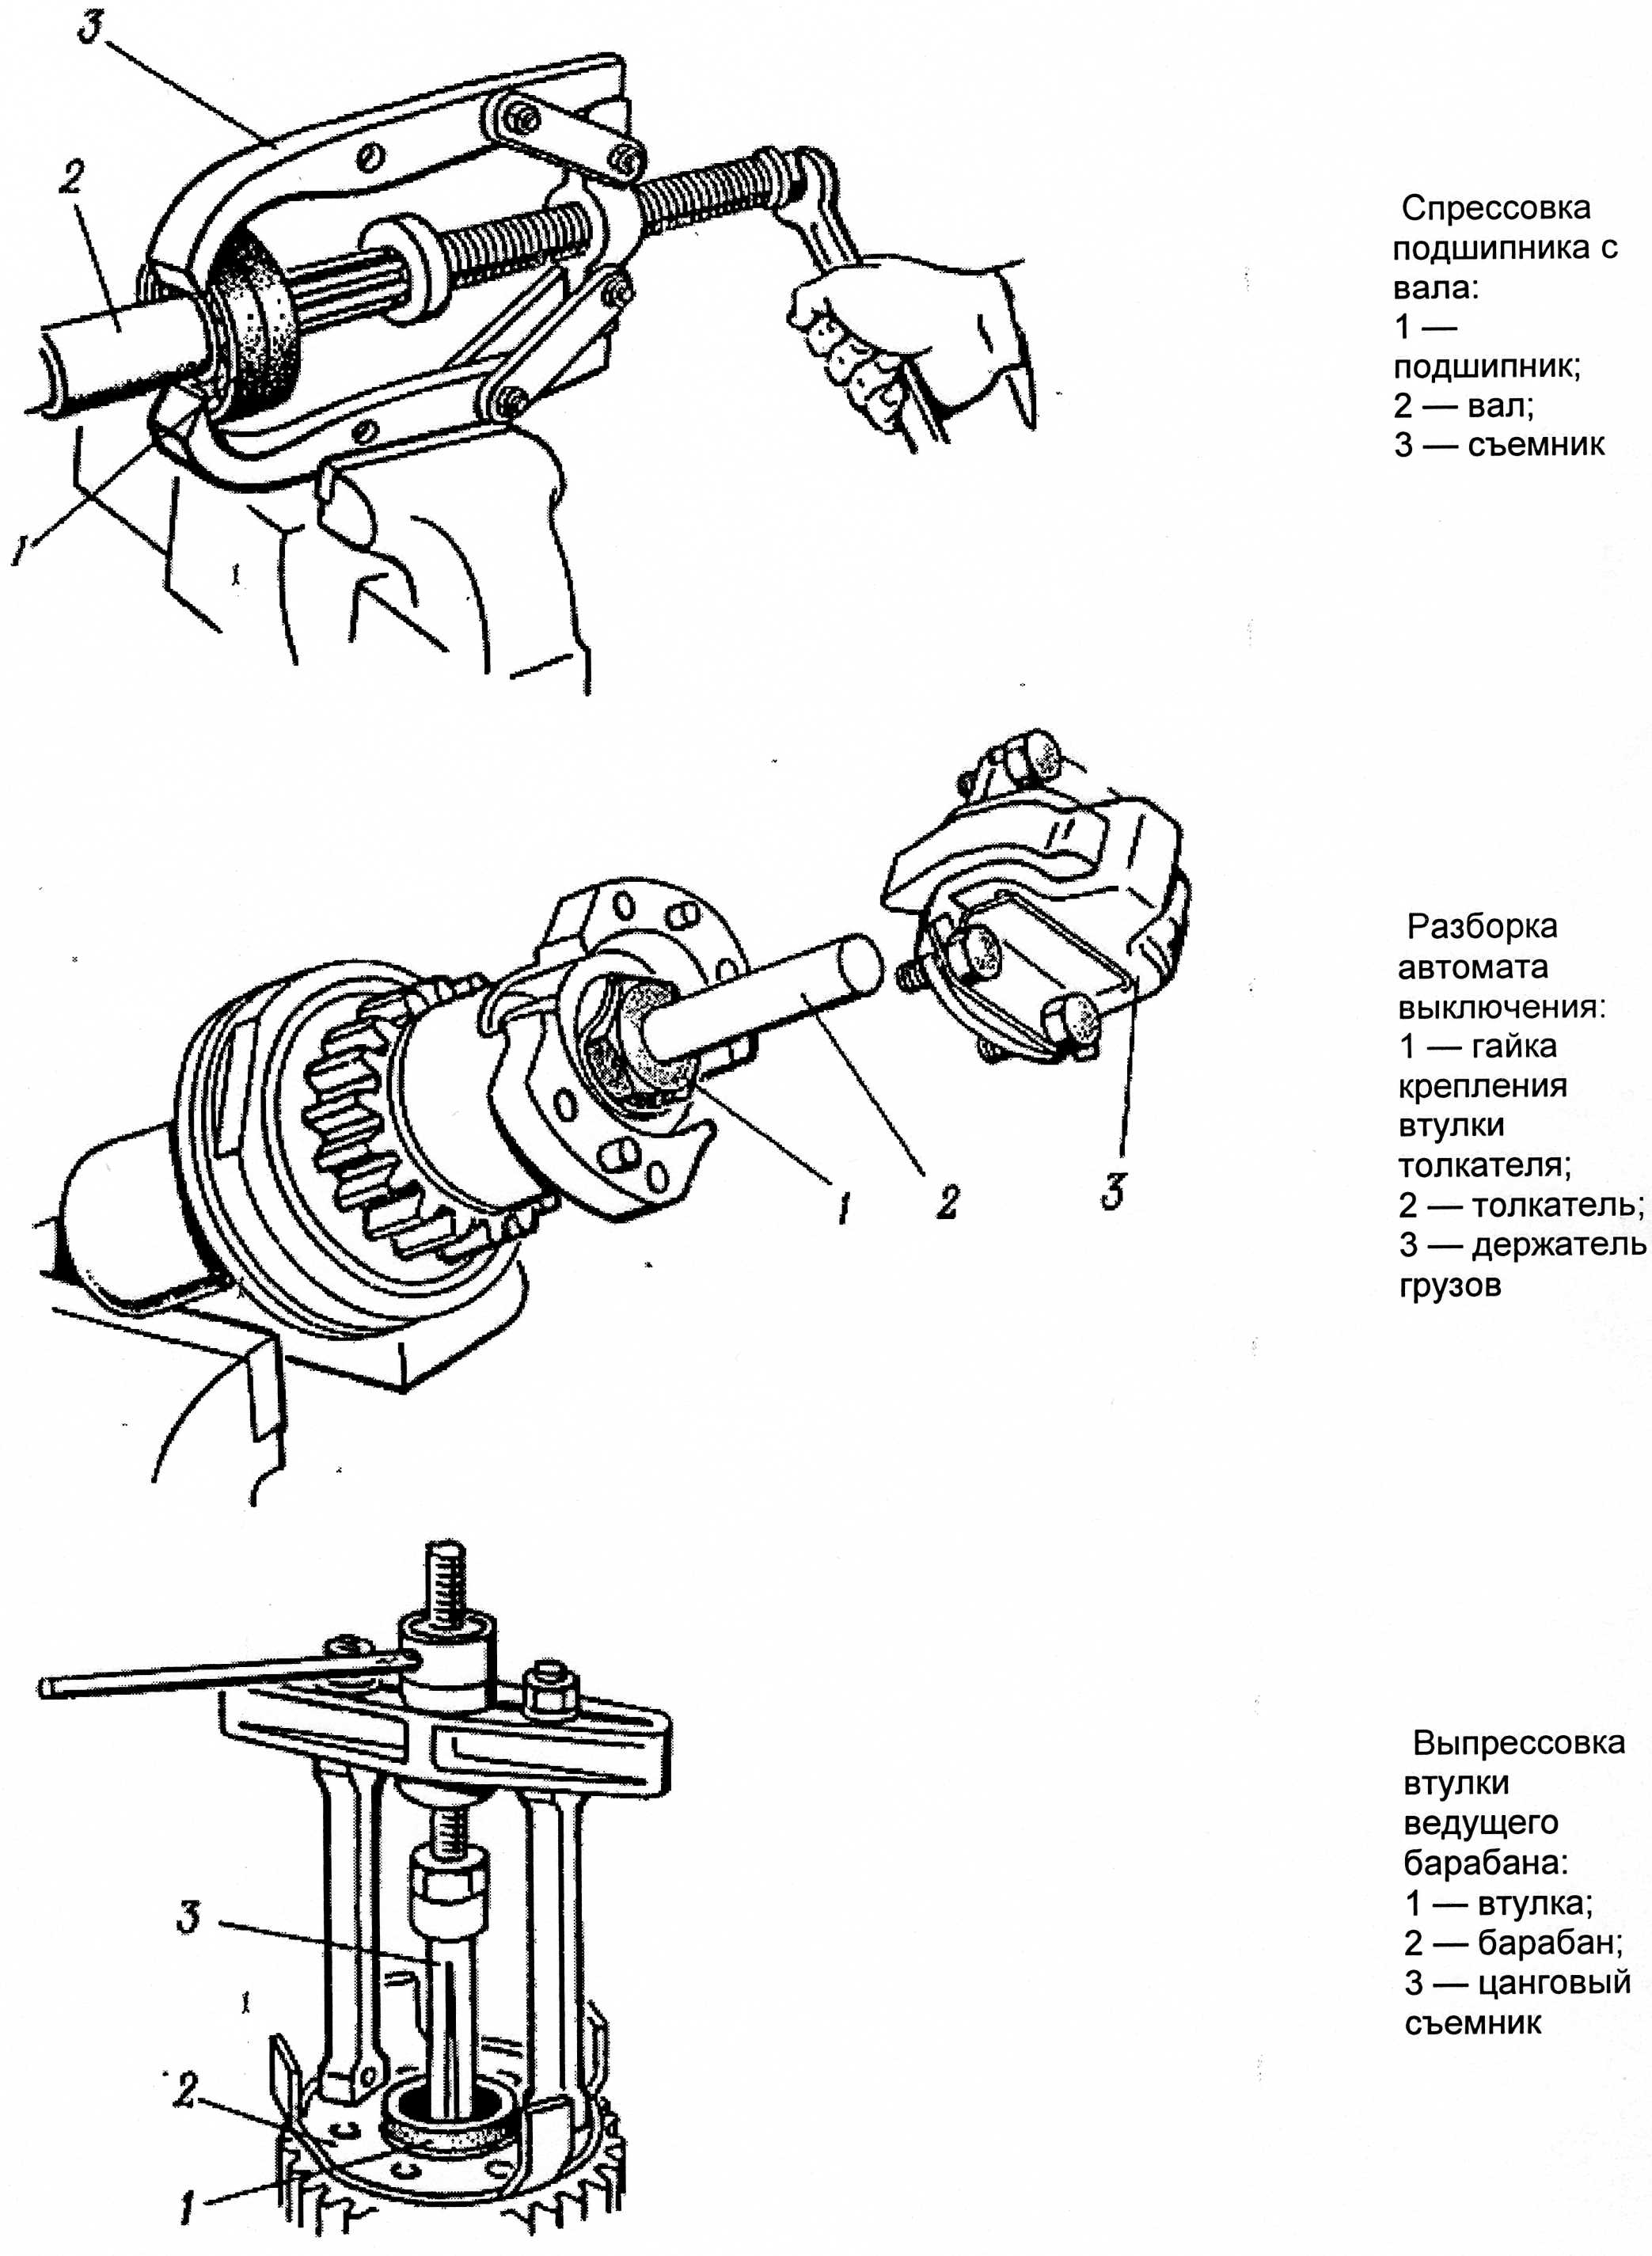 3
2
1
1
Спрессовка
подшипника с
вала:
1 —
подшипник;
2 — вал;
3 — съемник
1
2
3
Разборка
автомата
выключения:
1 — гайка
крепления
втулки
толкателя;
2 — толкатель;
3 — держатель
грузов
3
1
2
1
Выпрессовка
втулки
ведущего
барабана:
1 — втулка;
2 — барабан;
3 — цанговый
съемник